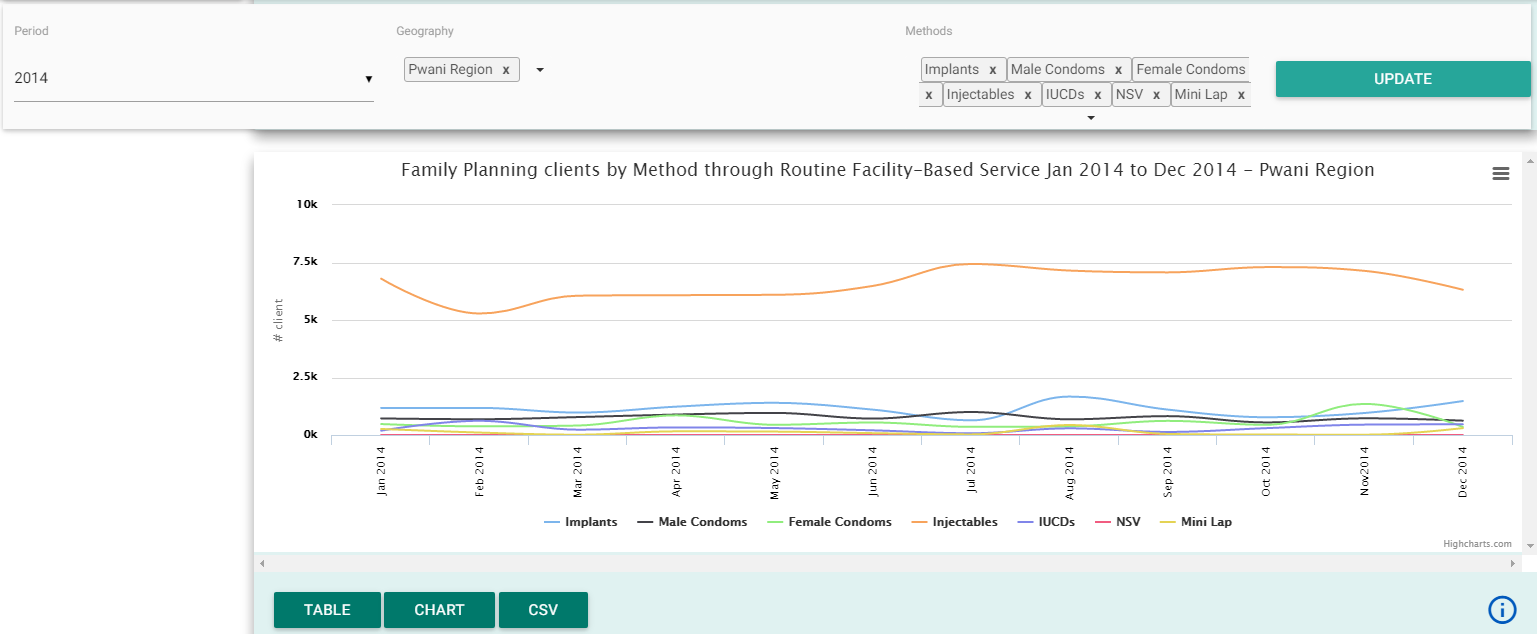 Period
Geography
Methods
2014 ▼
Pwani Region x
Implants x Male Condoms x Female Condoms
x Injectables x IUCDs x NSV x Mini Lap x
UPDATE
Family Planning clients by Method through Routine Facility-Based Service Jan 2014 to Dec 2014 - Pwani Region
10k
7.5k
5k
2.5k
0k
# client
Jan 2014
Feb 2014
Mar 2014
Apr 2014
May 2014
Jun 2014
Jul 2014
Aug 2014
Sep 2014
Oct 2014
Nov2014
Dec 2014
Implants Male Condoms Female Condoms Injectables IUCDs NSV Mini Lap
Highcharts.com
TABLE CHART CSV